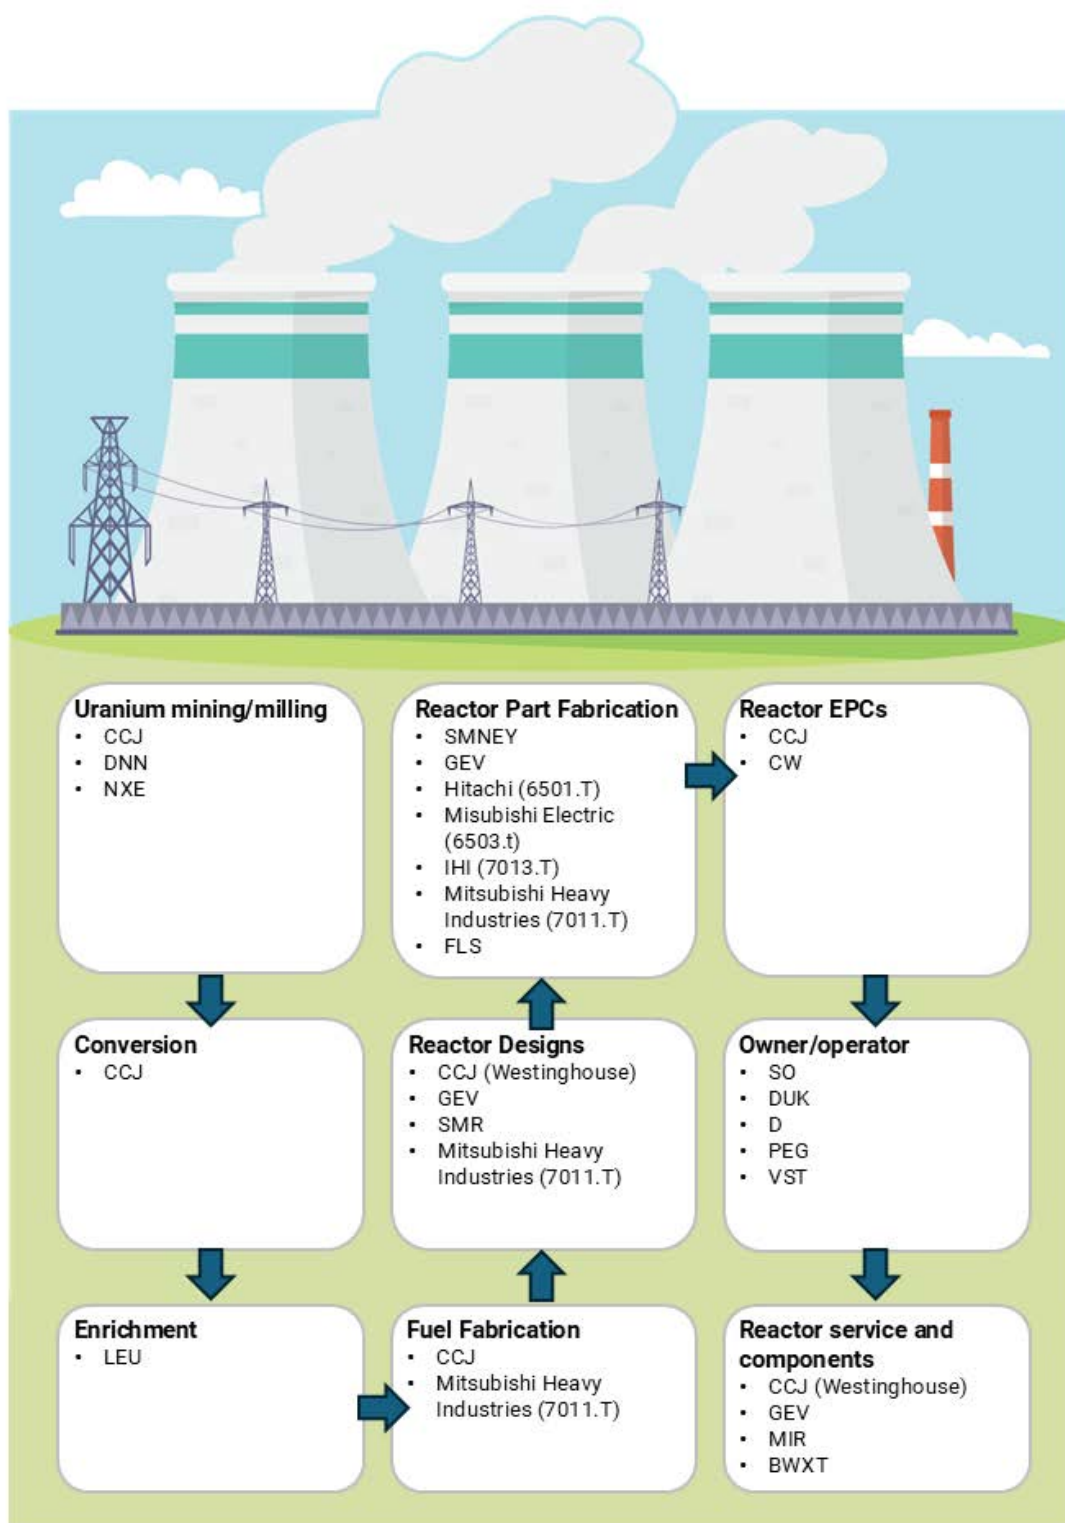 Uranium mining/milling
• CCJ
• DNN
• NXE
Conversion
• CCJ
Enrichment
• LEU
Fuel Fabrication
• CCJ
• Mitsubishi Heavy
Industries (7011.T)
Reactor Designs
• CCJ (Westinghouse)
• GEV
• SMR
• Mitsubishi Heavy
Industries (7011.T)
Reactor Part Fabrication
• SMNEY
• GEV
• Hitachi (6501.T)
• Misubishi Electric
(6503.t)
• IHI (7013.T)
• Mitsubishi Heavy
Industries (7011.T)
• FLS
Reactor EPCs
• CCJ
• CW
Owner/operator
• SO
• DUK
• D
• PEG
• VST
Reactor service and
components
• CCJ (Westinghouse)
• GEV
• MIR
• BWXT